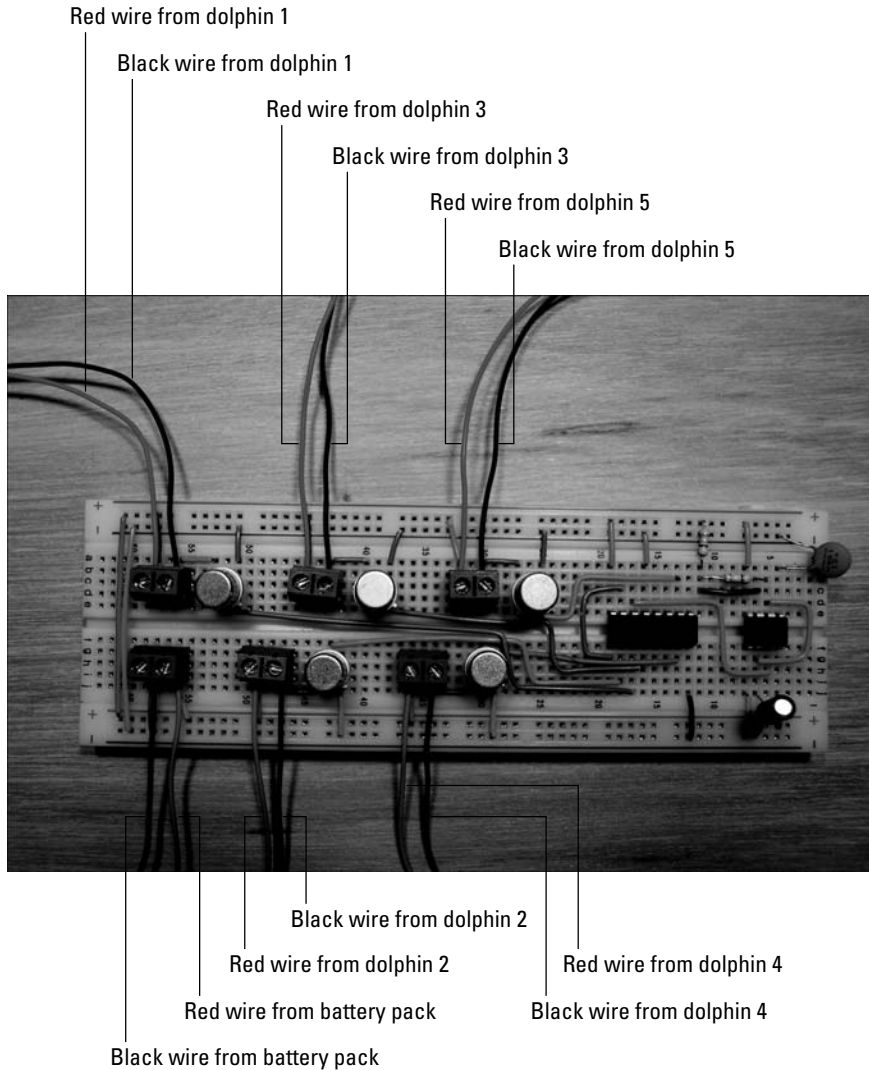 Red wire from dolphin 1
Black wire from dolphin 1
Red wire from dolphin 3
Black wire from dolphin 3
Red wire from dolphin 5
Black wire from dolphin 5
Black wire from dolphin 2
Red wire from dolphin 2
Red wire from dolphin 4
Red wire from battery pack
Black wire from dolphin 4
Black wire from battery pack